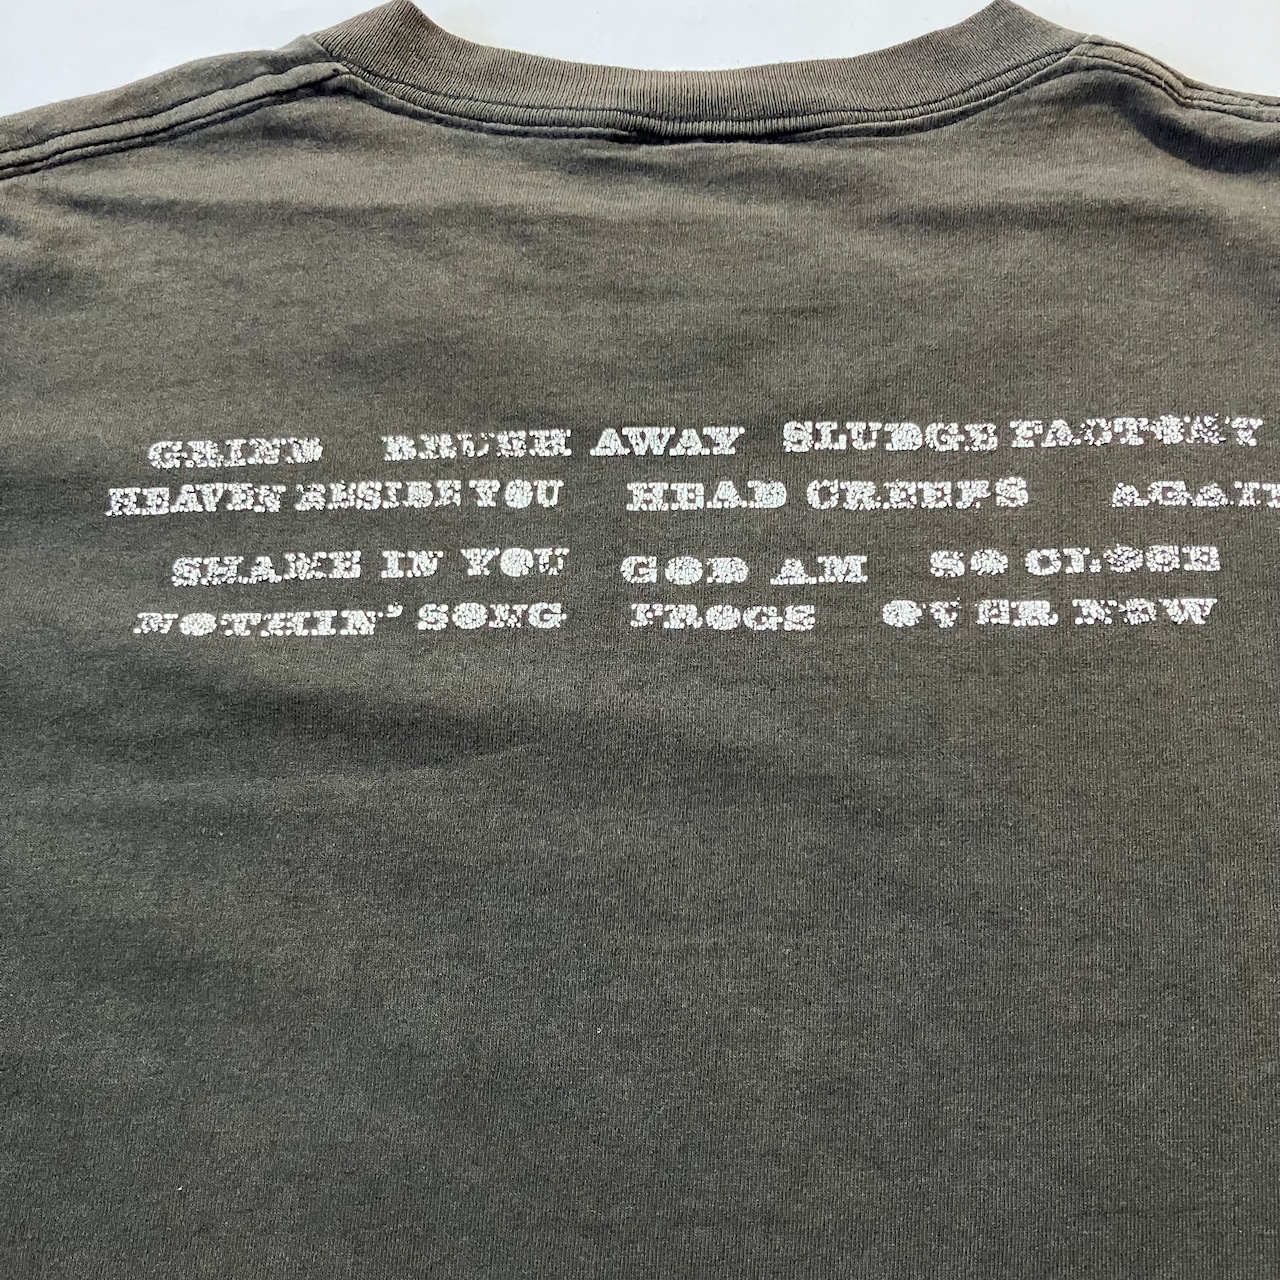 GRIND BRUSH AWAY SLUDGE FACTORY
HEAVEN BESIDE YOU HEAD CREEPS AGAIN
SHAME IN YOU GOD AM SO CLOSE
NOTHIN' SONG FROGS OVER NOW